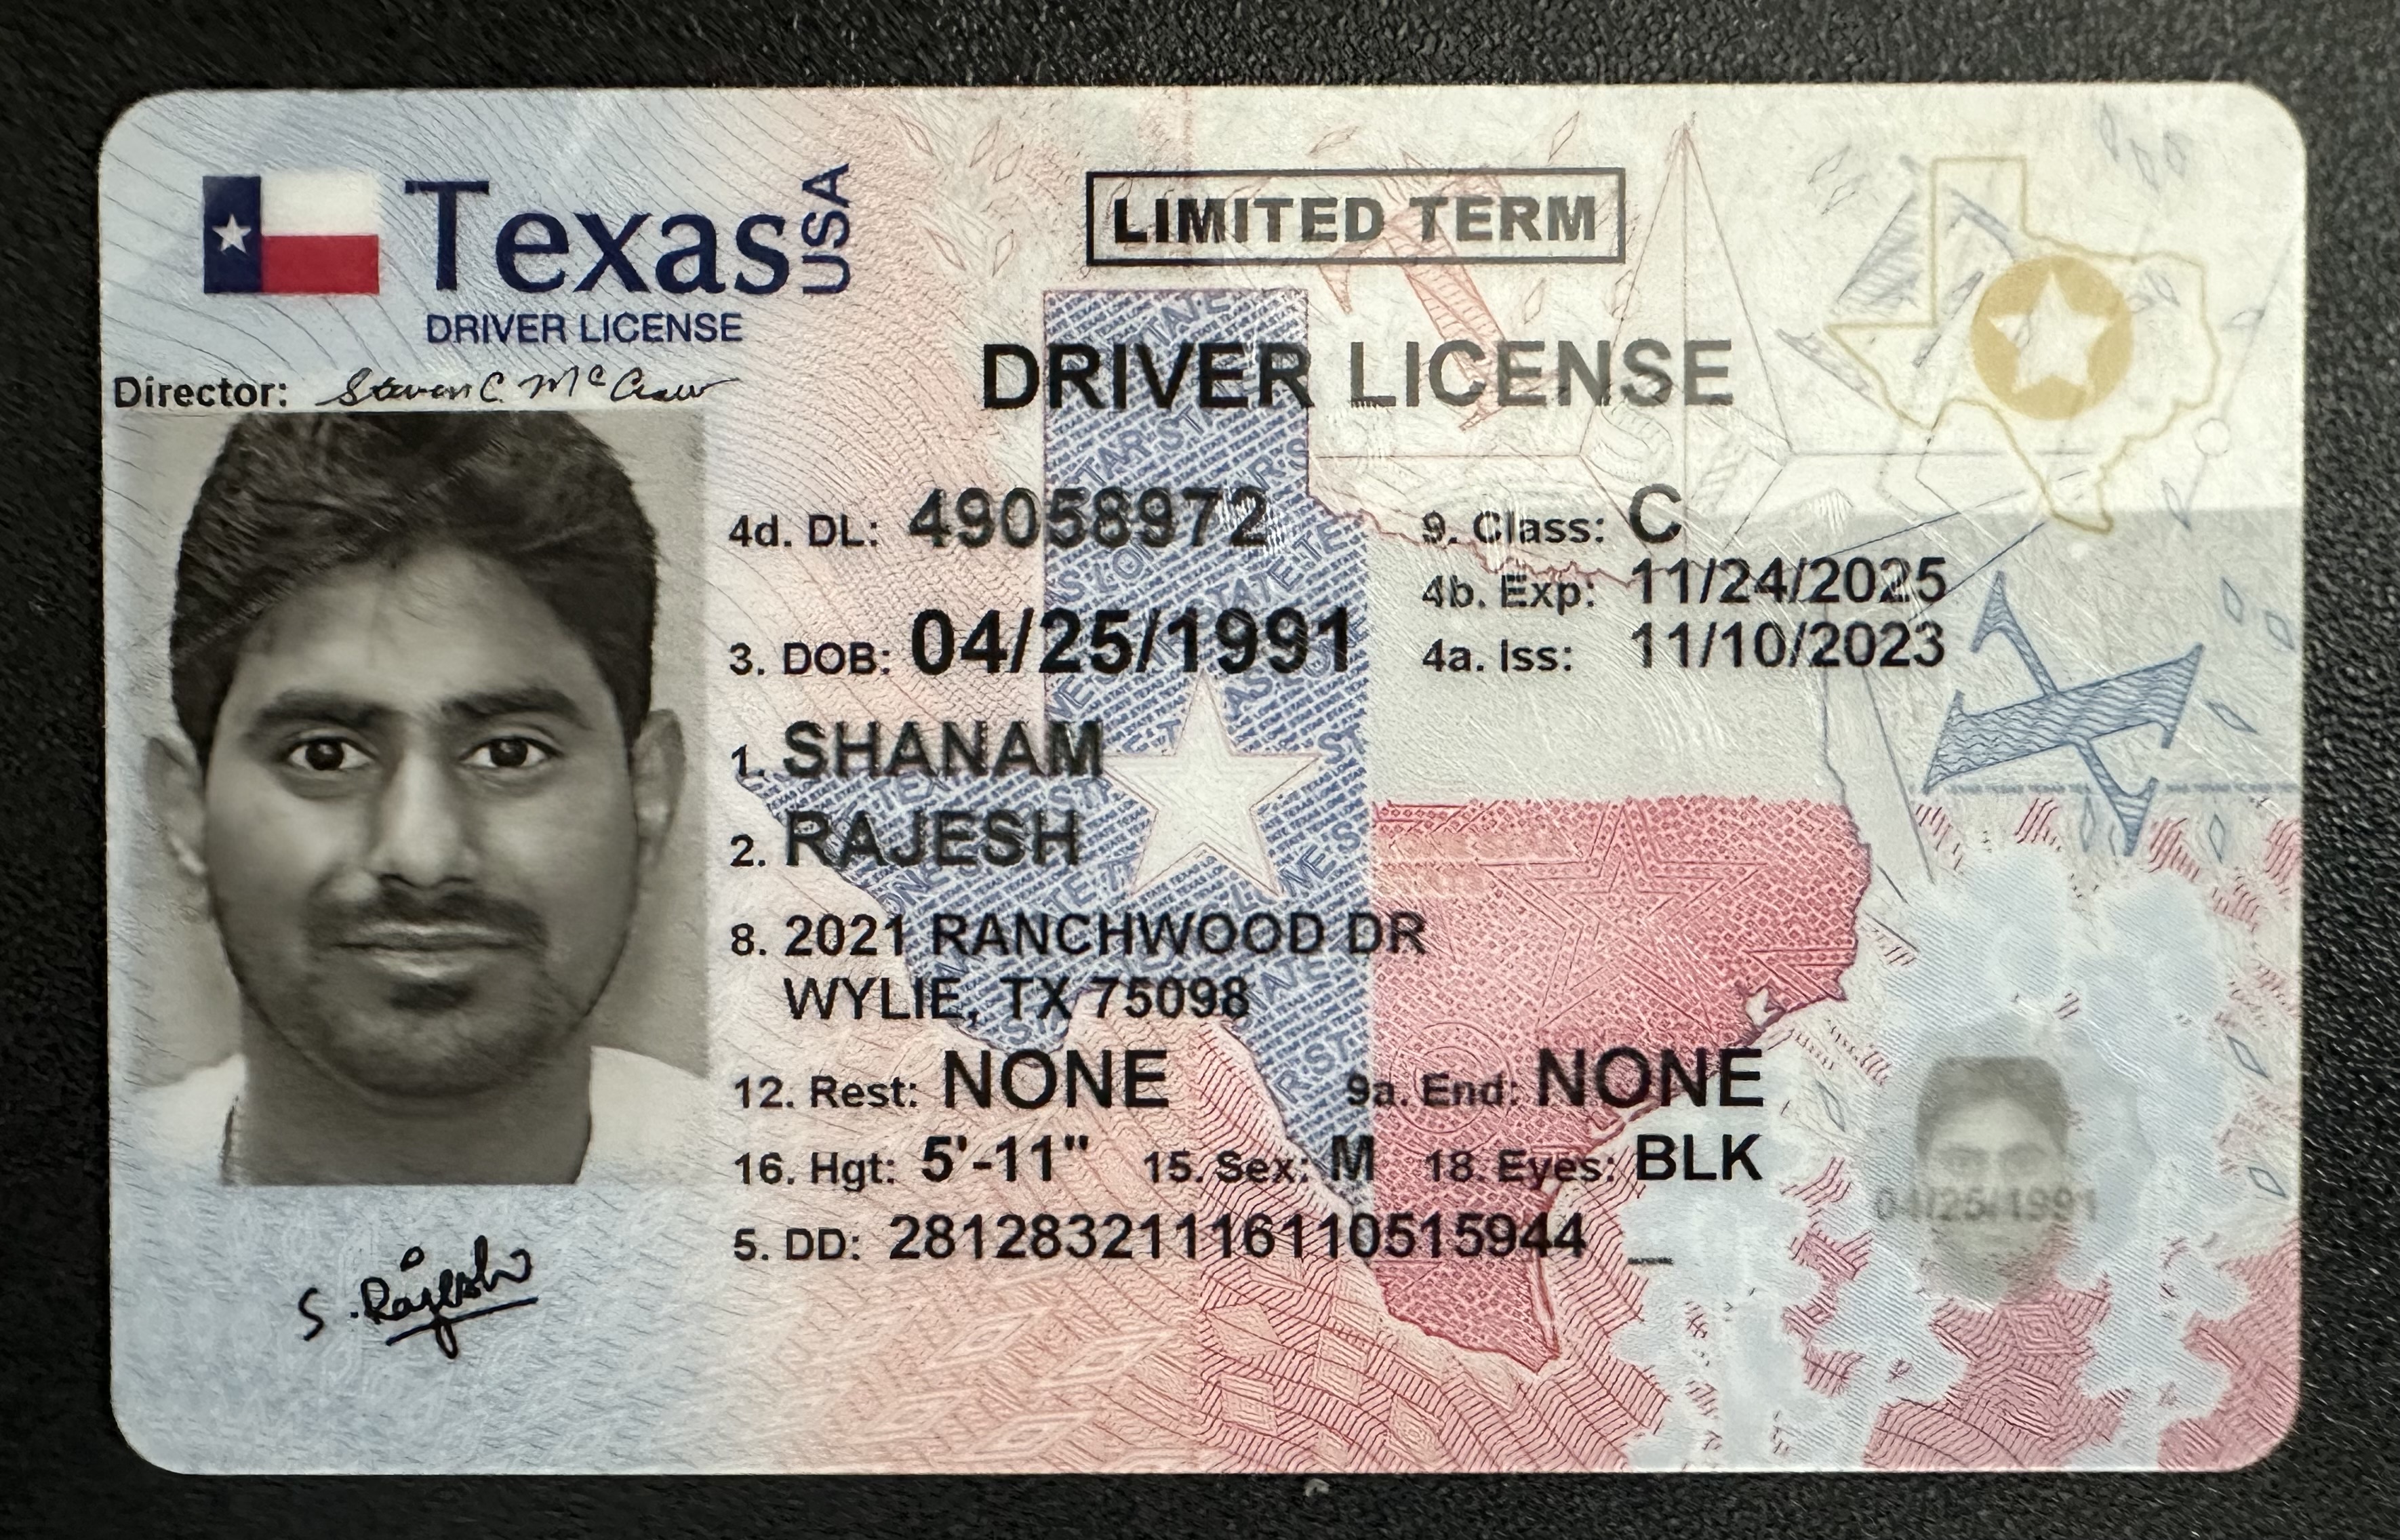 Texas USA
DRIVER LICENSE
Director: Steven C. McCraw
LIMITED TERM
DRIVER LICENSE
4d. DL: 49058972
9. Class: C
4b. Exp: 11/24/2025
3. DOB: 04/25/1991
4a. Iss: 11/10/2023
1. SHANAM
2. RAJESH
8. 2021 RANCHWOOD DR
WYLIE, TX 75098
12. Rest: NONE
9a. End: NONE
16. Hgt: 5'-11" 15. Sex: M 18. Eyes: BLK
5. DD: 28128321116110515944
04/25/1991
S. Rajesh